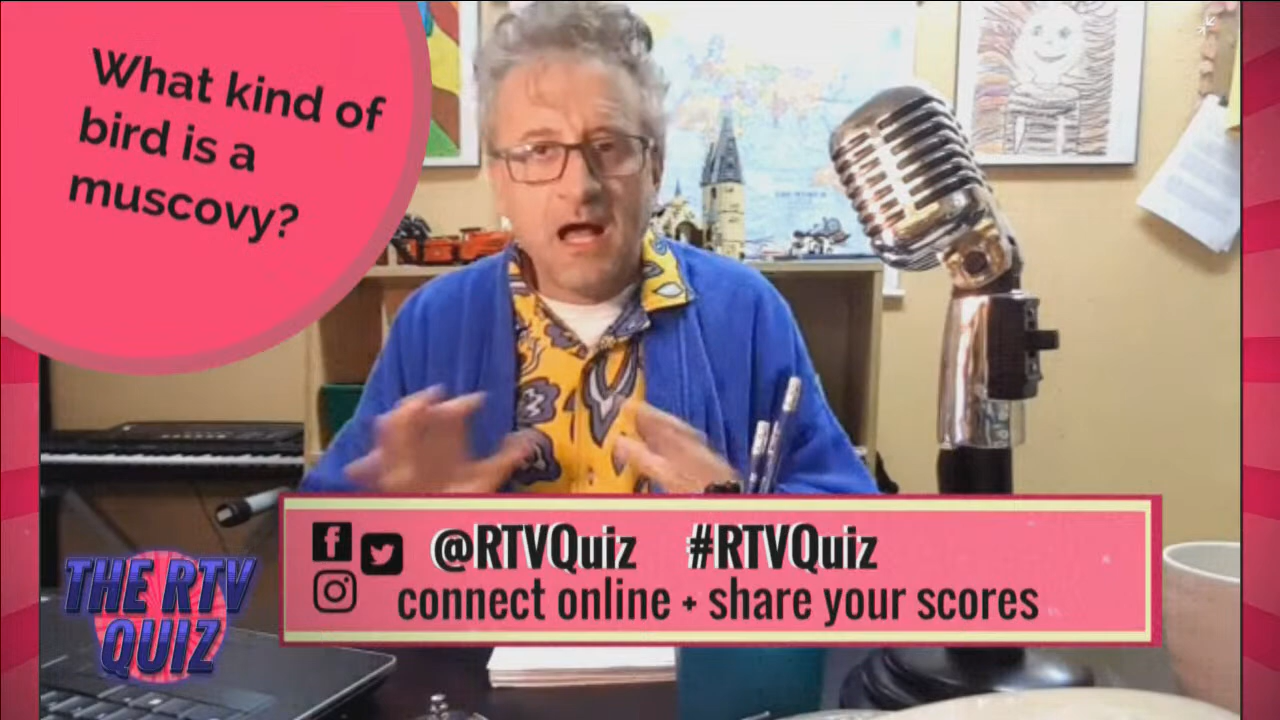 What kind of
bird is a
muscovy?
@RTVQuiz #RTVQuiz
connect online + share your scores
THE RTV
QUIZ